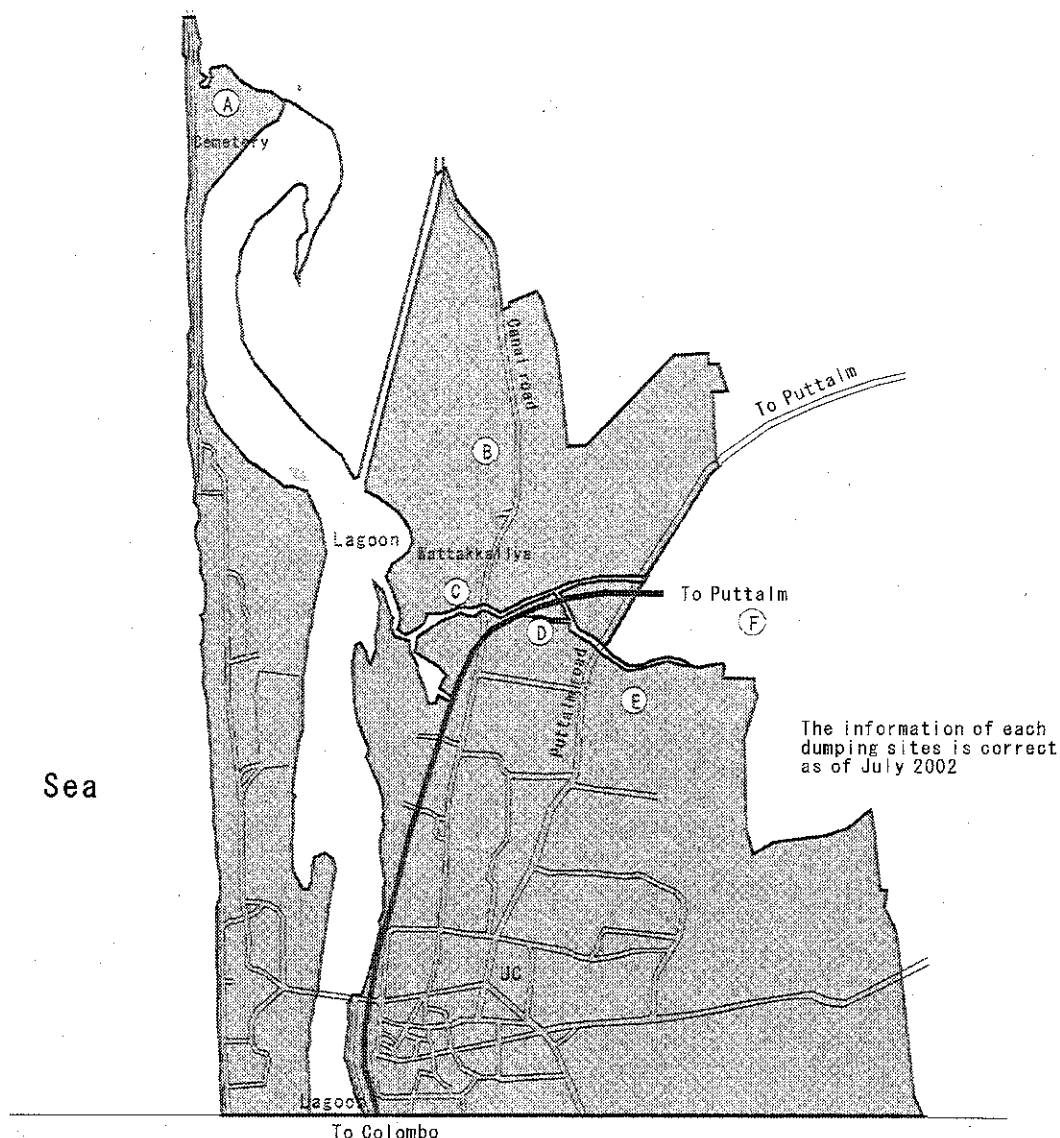 A
Cemetery
Canal road
To Puttalm
B
Lagoon
Wattakkaliya
C
To Puttalm
F
D
Puttalm road
E
The information of each
dumping sites is correct
as of July 2002
Sea
UC
Lagoon
To Colombo